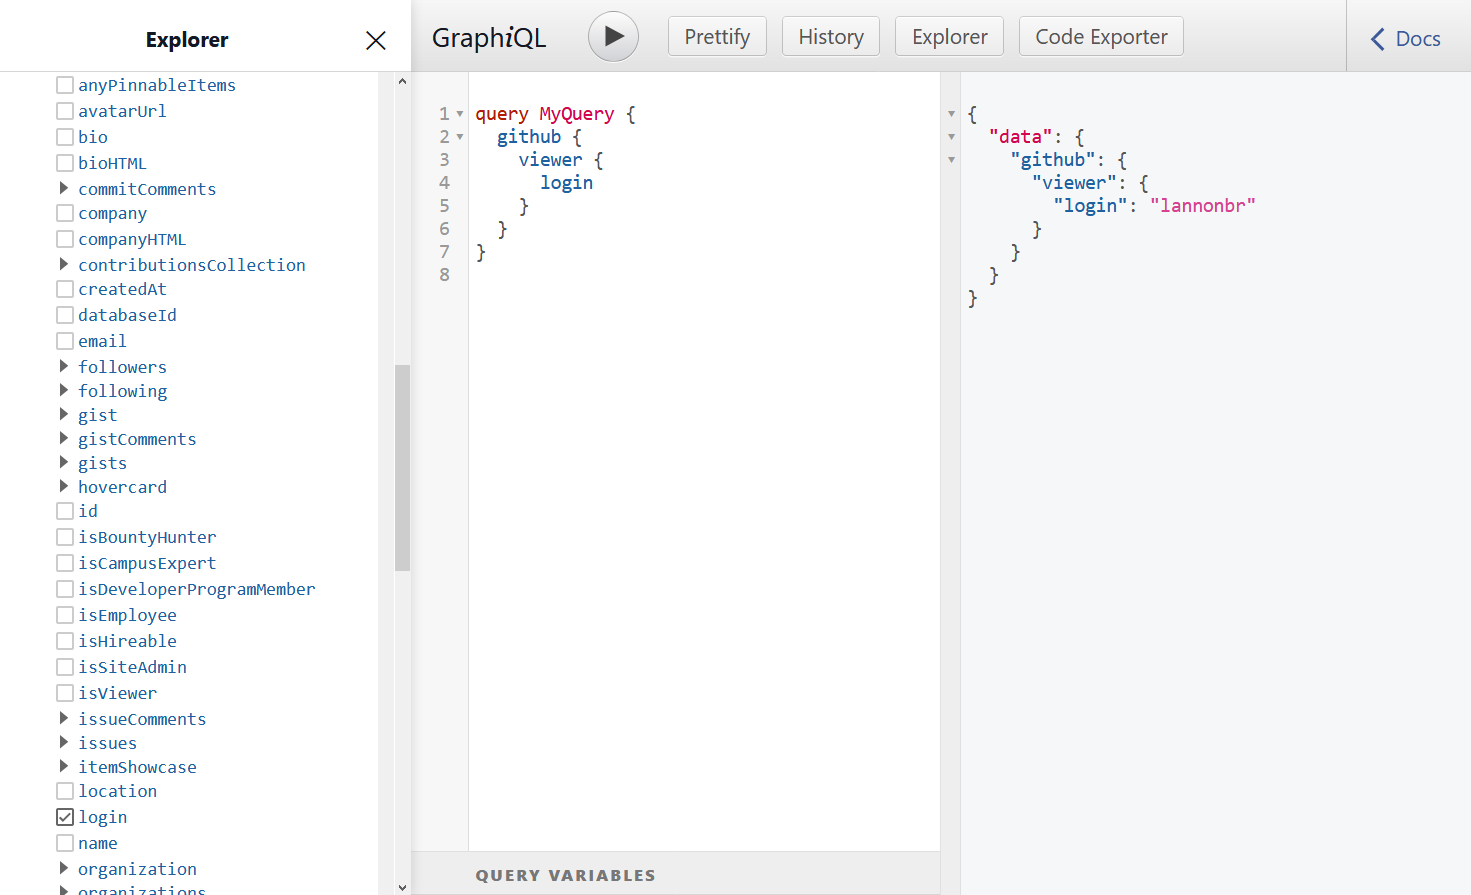 Explorer
GraphiQL
Prettify
History
Explorer
Code Exporter
Docs
anyPinnableItems
avatarUrl
bio
bioHTML
commitComments
company
companyHTML
contributionsCollection
createdAt
databaseId
email
followers
following
gist
gistComments
gists
hovercard
id
isBountyHunter
isCampusExpert
isDeveloperProgramMember
isEmployee
isHireable
isSiteAdmin
isViewer
issueComments
issues
itemShowcase
location
login
name
organization
organizations
1 query MyQuery {
2 github {
3 viewer {
4 login
5 }
6 }
7 }
8
QUERY VARIABLES
{
"data": {
"github": {
"viewer": {
"login": "lannonbr"
}
}
}
}